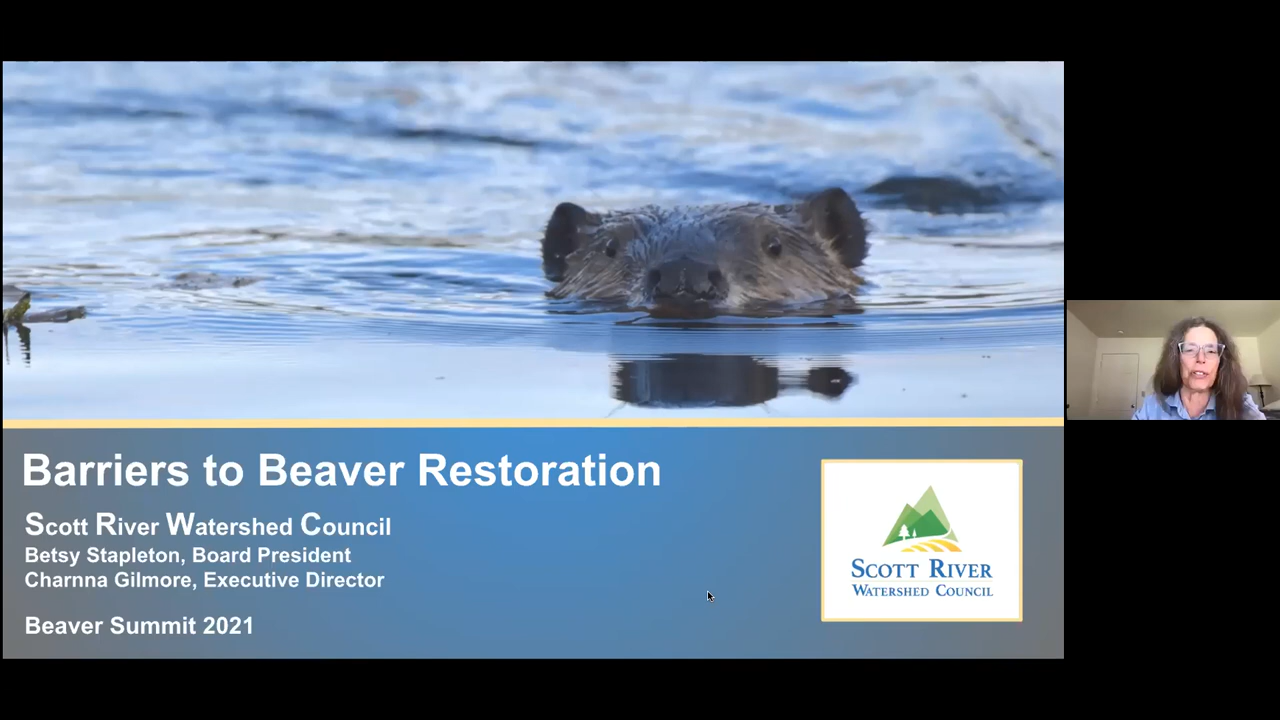 Barriers to Beaver Restoration
Scott River Watershed Council
Betsy Stapleton, Board President
Charnna Gilmore, Executive Director
Beaver Summit 2021
SCOTT RIVER
WATERSHED COUNCIL